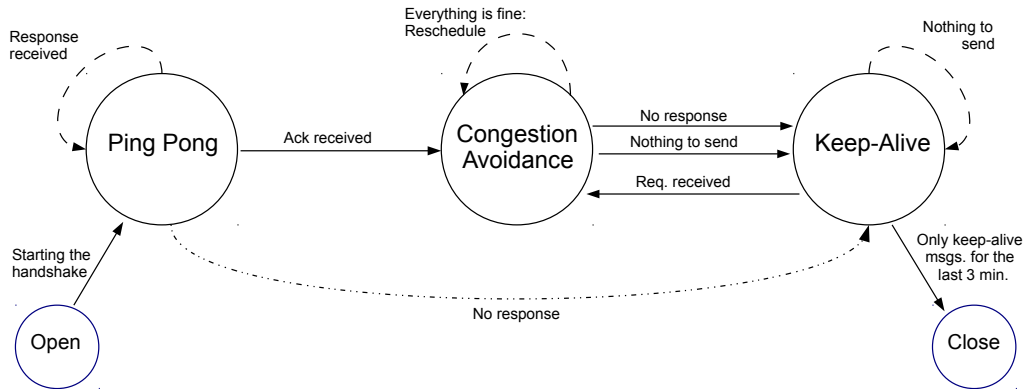 Everything is fine:
Reschedule
Response
received
Nothing to
send
Ping Pong
Ack received
Congestion
Avoidance
No response
Nothing to send
Req. received
Keep-Alive
Starting the
handshake
Only keep-alive
msgs. for the
last 3 min.
No response
Open
Close